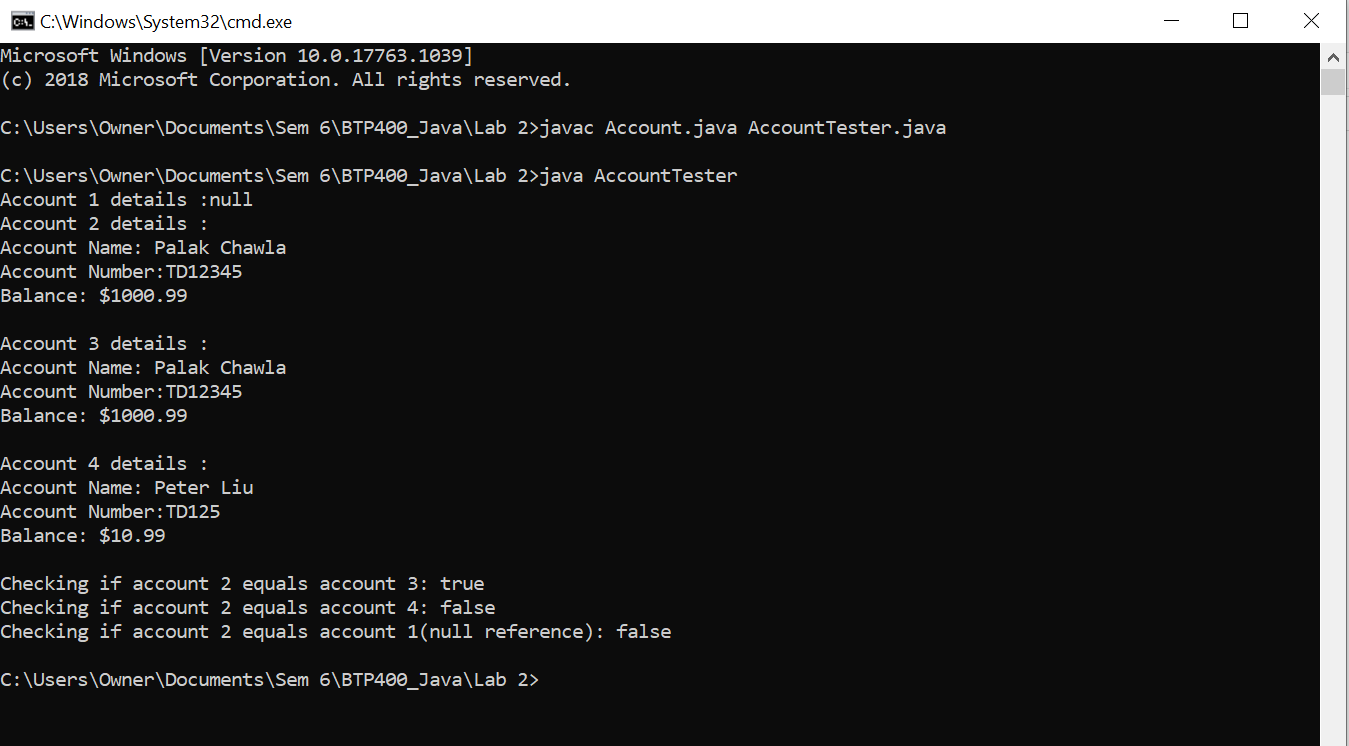 C:\Windows\System32\cmd.exe
Microsoft Windows [Version 10.0.17763.1039]
(c) 2018 Microsoft Corporation. All rights reserved.
C:\Users\Owner\Documents\Sem 6\BTP400_Java\Lab 2>javac Account.java AccountTester.java
C:\Users\Owner\Documents\Sem 6\BTP400_Java\Lab 2>java AccountTester
Account 1 details :null
Account 2 details :
Account Name: Palak Chawla
Account Number:TD12345
Balance: $1000.99
Account 3 details :
Account Name: Palak Chawla
Account Number:TD12345
Balance: $1000.99
Account 4 details :
Account Name: Peter Liu
Account Number:TD125
Balance: $10.99
Checking if account 2 equals account 3: true
Checking if account 2 equals account 4: false
Checking if account 2 equals account 1(null reference): false
C:\Users\Owner\Documents\Sem 6\BTP400_Java\Lab 2>